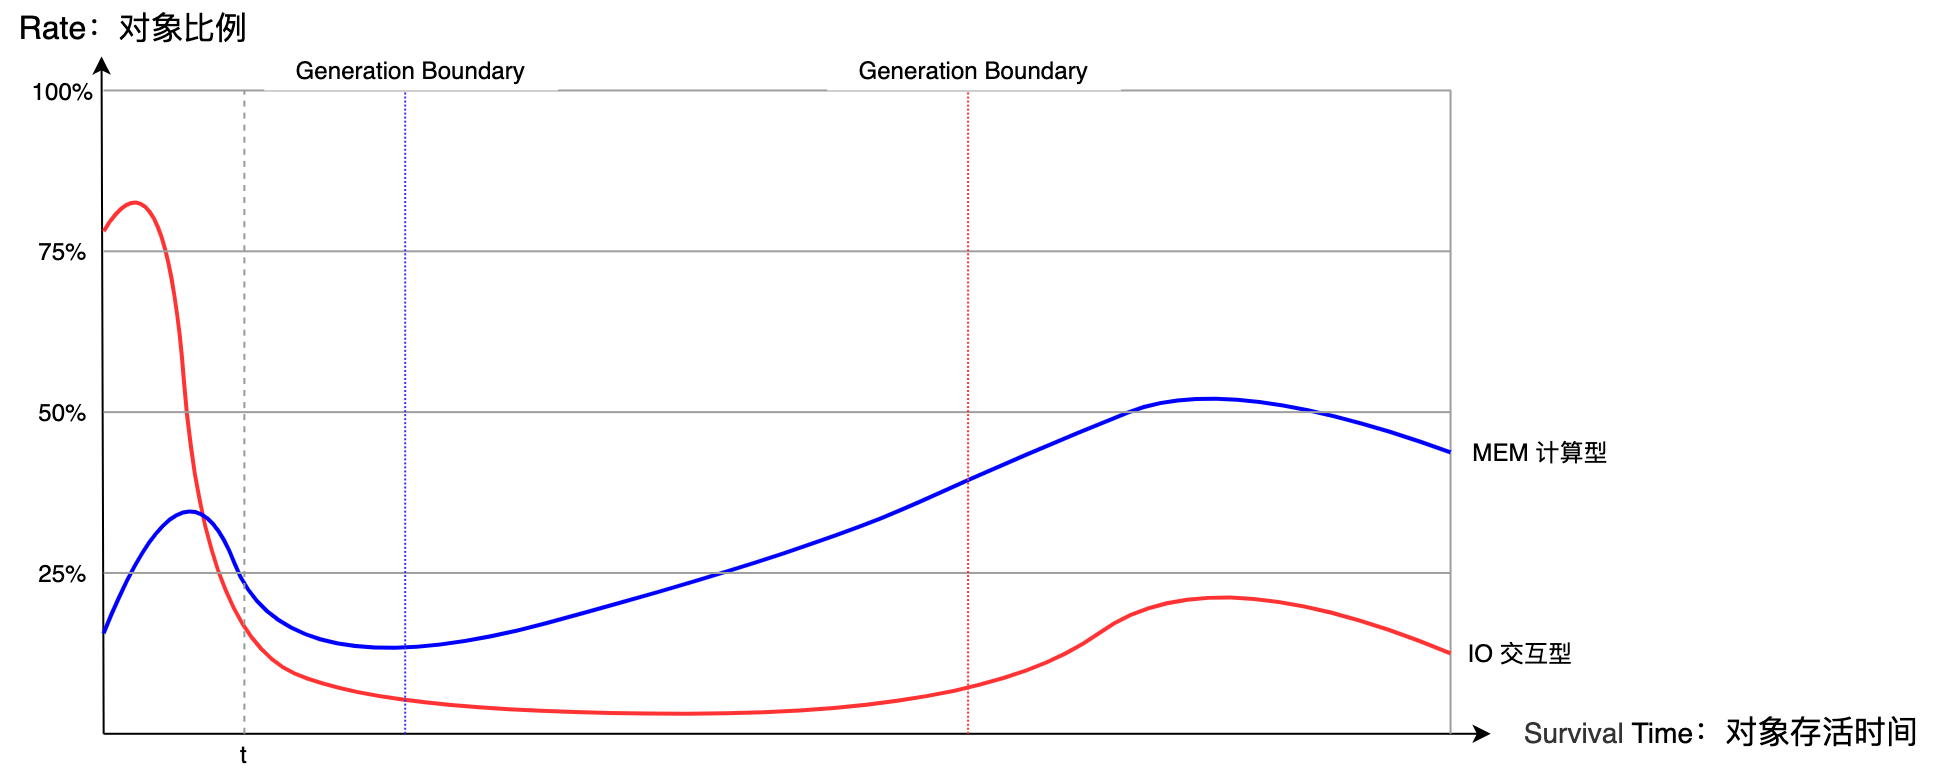 Rate：对象比例
Generation Boundary
Generation Boundary
100%
75%
50%
25%
MEM 计算型
IO 交互型
Survival Time：对象存活时间
t